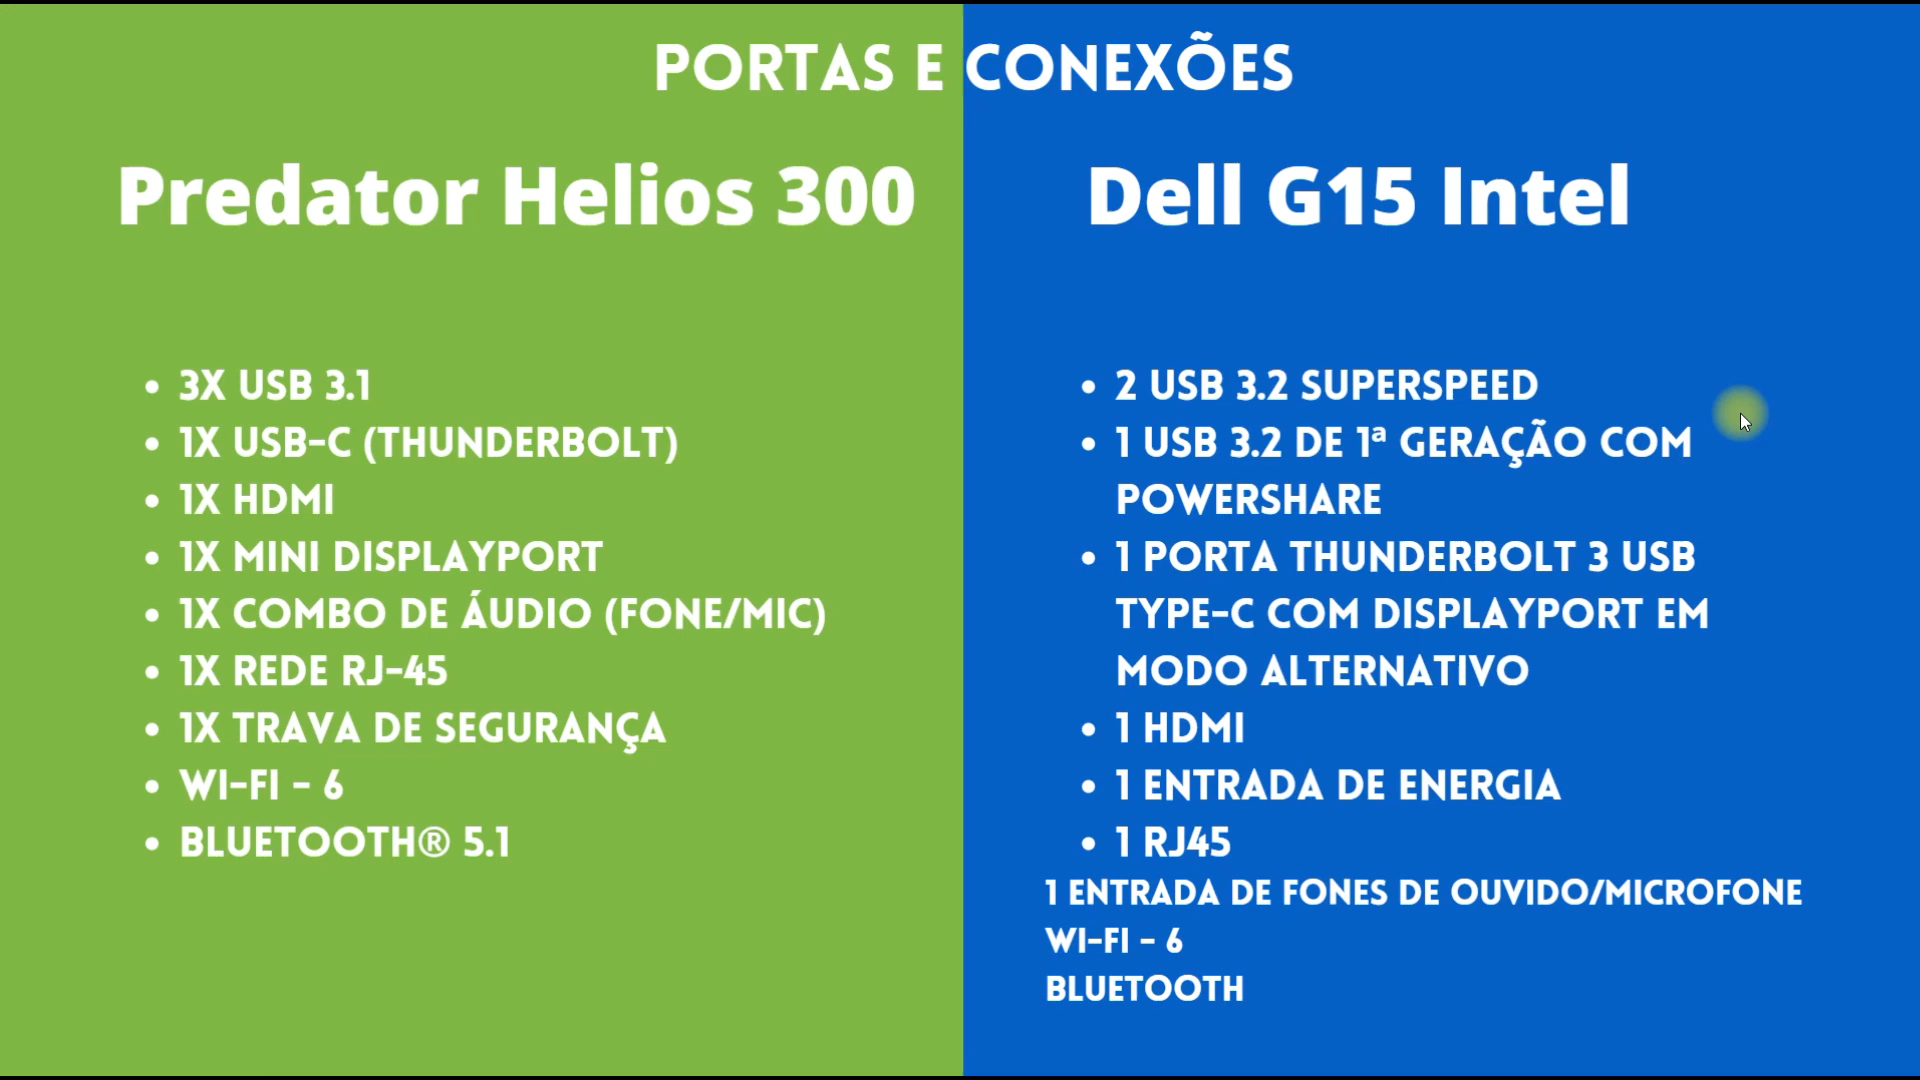 PORTAS E CONEXÕES
Predator Helios 300
• 3X USB 3.1
• 1X USB-C (THUNDERBOLT)
• 1X HDMI
• 1X MINI DISPLAYPORT
• 1X COMBO DE ÁUDIO (FONE/MIC)
• 1X REDE RJ-45
• 1X TRAVA DE SEGURANÇA
• WI-FI - 6
• BLUETOOTH® 5.1
Dell G15 Intel
• 2 USB 3.2 SUPERSPEED
• 1 USB 3.2 DE 1ª GERAÇÃO COM
POWERSHARE
• 1 PORTA THUNDERBOLT 3 USB
TYPE-C COM DISPLAYPORT EM
MODO ALTERNATIVO
• 1 HDMI
• 1 ENTRADA DE ENERGIA
• 1 RJ45
1 ENTRADA DE FONES DE OUVIDO/MICROFONE
WI-FI - 6
BLUETOOTH